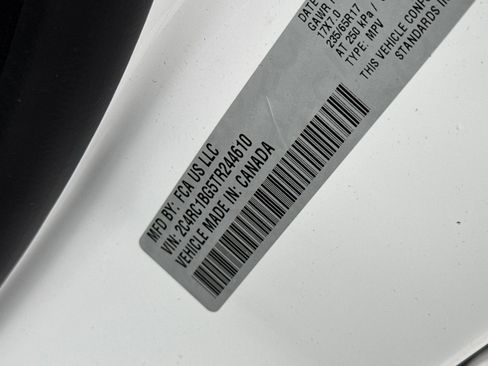 MFD. BY: FCA US LLC
DATE
GAWR
17X7.0
235/65R17
AT 250 kPa /
TYPE: MPV
VIN: 2C4RC1BG5TR244610
VEHICLE MADE IN: CANADA
THIS VEHICLE CONF
STANDARDS IN